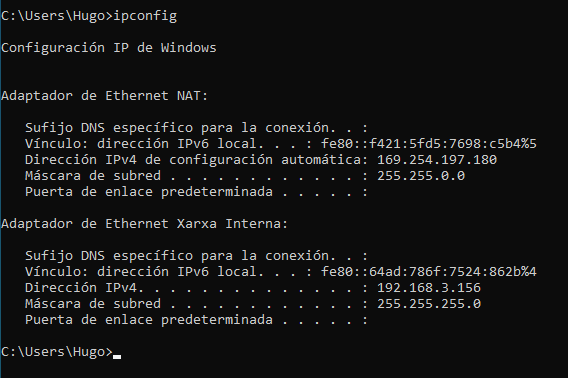 C:\Users\Hugo>ipconfig
Configuración IP de Windows
Adaptador de Ethernet NAT:
Sufijo DNS específico para la conexión. . :
Vínculo: dirección IPv6 local. . . : fe80::f421:5fd5:7698:c5b4%5
Dirección IPv4 de configuración automática: 169.254.197.180
Máscara de subred . . . . . . . . . . . . : 255.255.0.0
Puerta de enlace predeterminada . . . . . :
Adaptador de Ethernet Xarxa Interna:
Sufijo DNS específico para la conexión. . :
Vínculo: dirección IPv6 local. . . : fe80::64ad:786f:7524:862b%4
Dirección IPv4. . . . . . . . . . . . . . : 192.168.3.156
Máscara de subred . . . . . . . . . . . . : 255.255.255.0
Puerta de enlace predeterminada . . . . . :
C:\Users\Hugo>